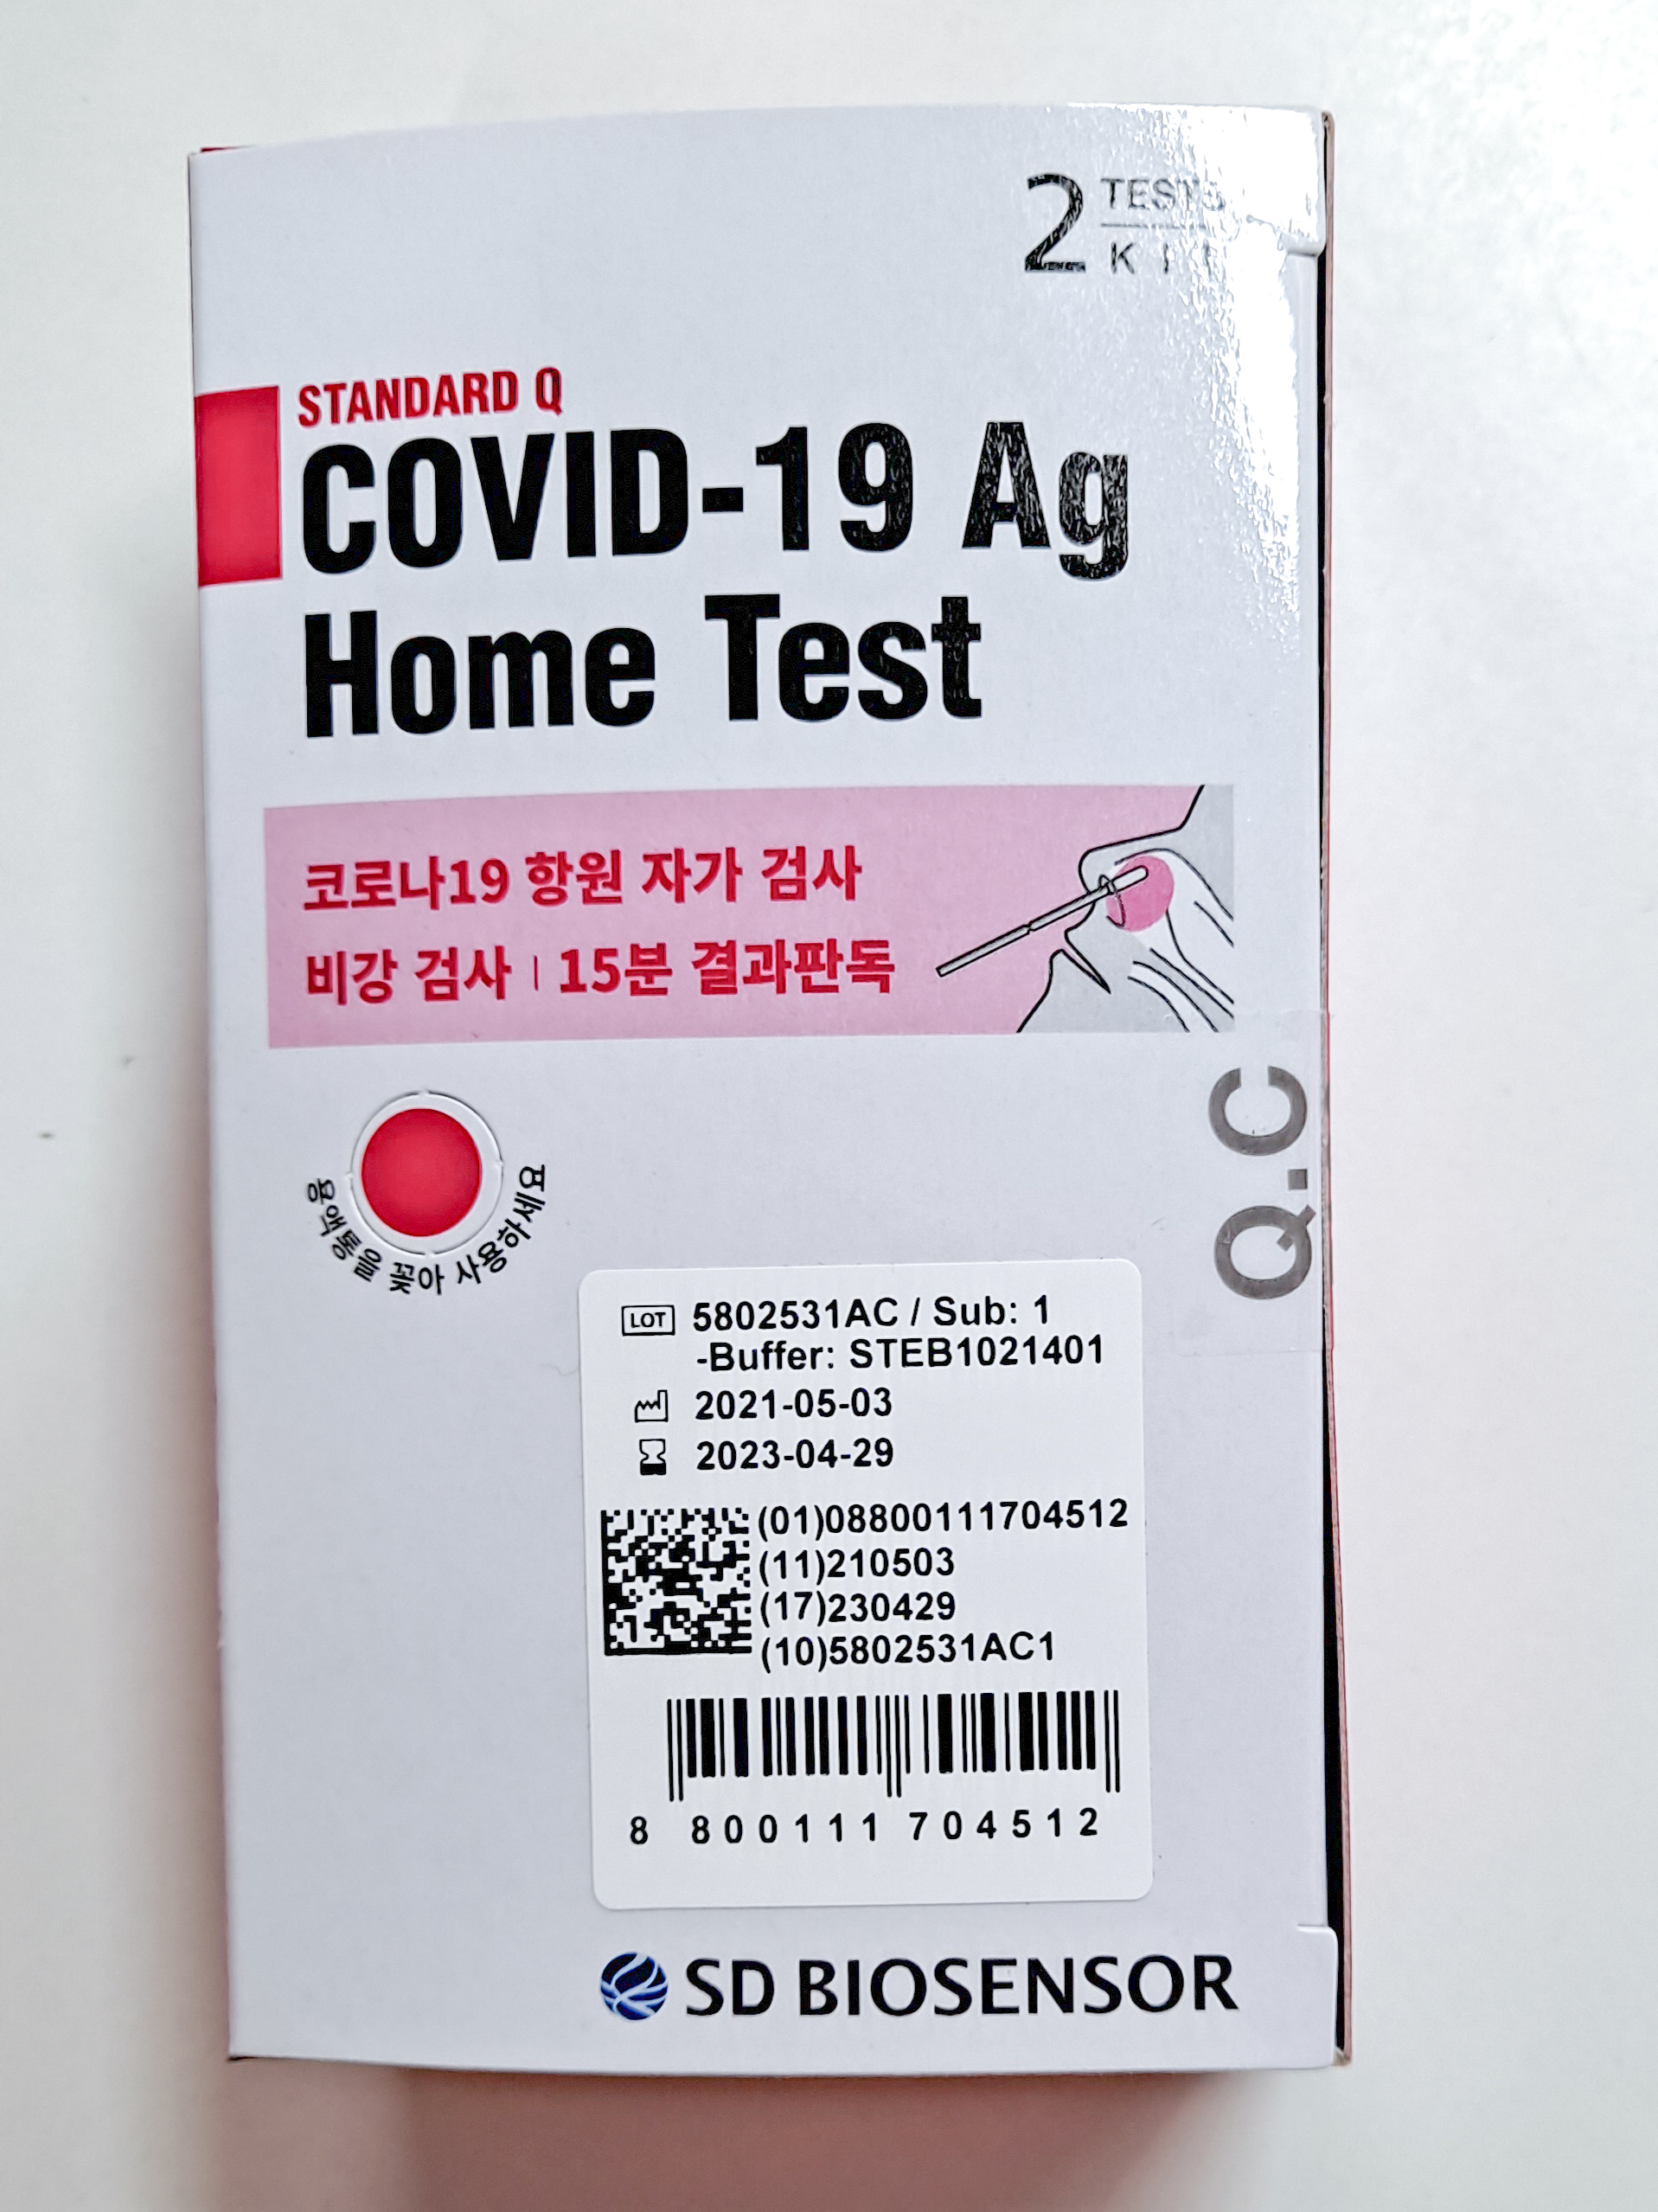 2 TESTS
KIT
STANDARD Q
COVID-19 Ag
Home Test
코로나19 항원 자가 검사
비강 검사 | 15분 결과판독
용액통을 꽂아 사용하세요
Q.C
LOT 5802531AC / Sub: 1
-Buffer: STEB1021401
2021-05-03
2023-04-29
(01)08800111704512
(11)210503
(17)230429
(10)5802531AC1
8 800111 704512
SD BIOSENSOR